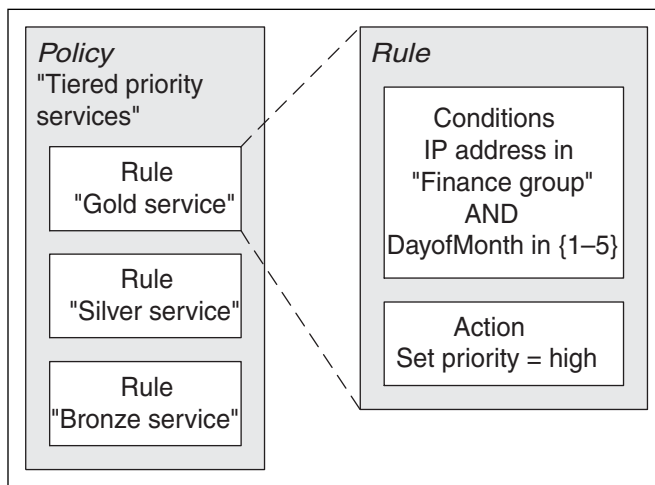 Policy
"Tiered priority
services"
Rule
"Gold service"
Rule
"Silver service"
Rule
"Bronze service"
Rule
Conditions
IP address in
"Finance group"
AND
DayofMonth in {1–5}
Action
Set priority = high